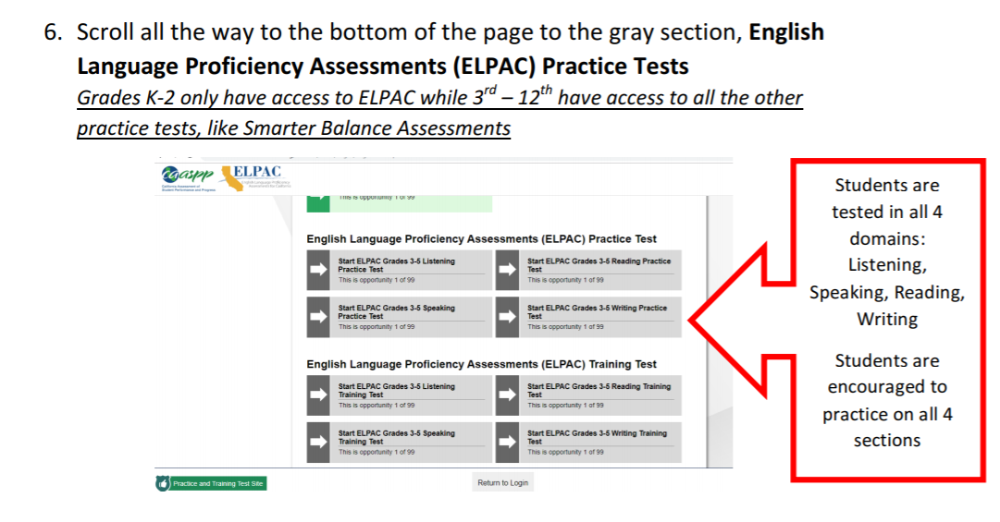 6. Scroll all the way to the bottom of the page to the gray section, English
Language Proficiency Assessments (ELPAC) Practice Tests
Grades K-2 only have access to ELPAC while 3rd – 12th have access to all the other
practice tests, like Smarter Balance Assessments
caaspp
California Assessment of
Student Performance and Progress
ELPAC
English Language Proficiency
Assessments for California
This is opportunity 1 of 99
English Language Proficiency Assessments (ELPAC) Practice Test
Start ELPAC Grades 3-5 Listening
Practice Test
This is opportunity 1 of 99
Start ELPAC Grades 3-5 Reading Practice
Test
This is opportunity 1 of 99
Start ELPAC Grades 3-5 Speaking
Practice Test
This is opportunity 1 of 99
Start ELPAC Grades 3-5 Writing Practice
Test
This is opportunity 1 of 99
English Language Proficiency Assessments (ELPAC) Training Test
Start ELPAC Grades 3-5 Listening
Training Test
This is opportunity 1 of 99
Start ELPAC Grades 3-5 Reading Training
Test
This is opportunity 1 of 99
Start ELPAC Grades 3-5 Speaking
Training Test
This is opportunity 1 of 99
Start ELPAC Grades 3-5 Writing Training
Test
This is opportunity 1 of 99
Practice and Training Test Site
Return to Login
Students are
tested in all 4
domains:
Listening,
Speaking, Reading,
Writing
Students are
encouraged to
practice on all 4
sections